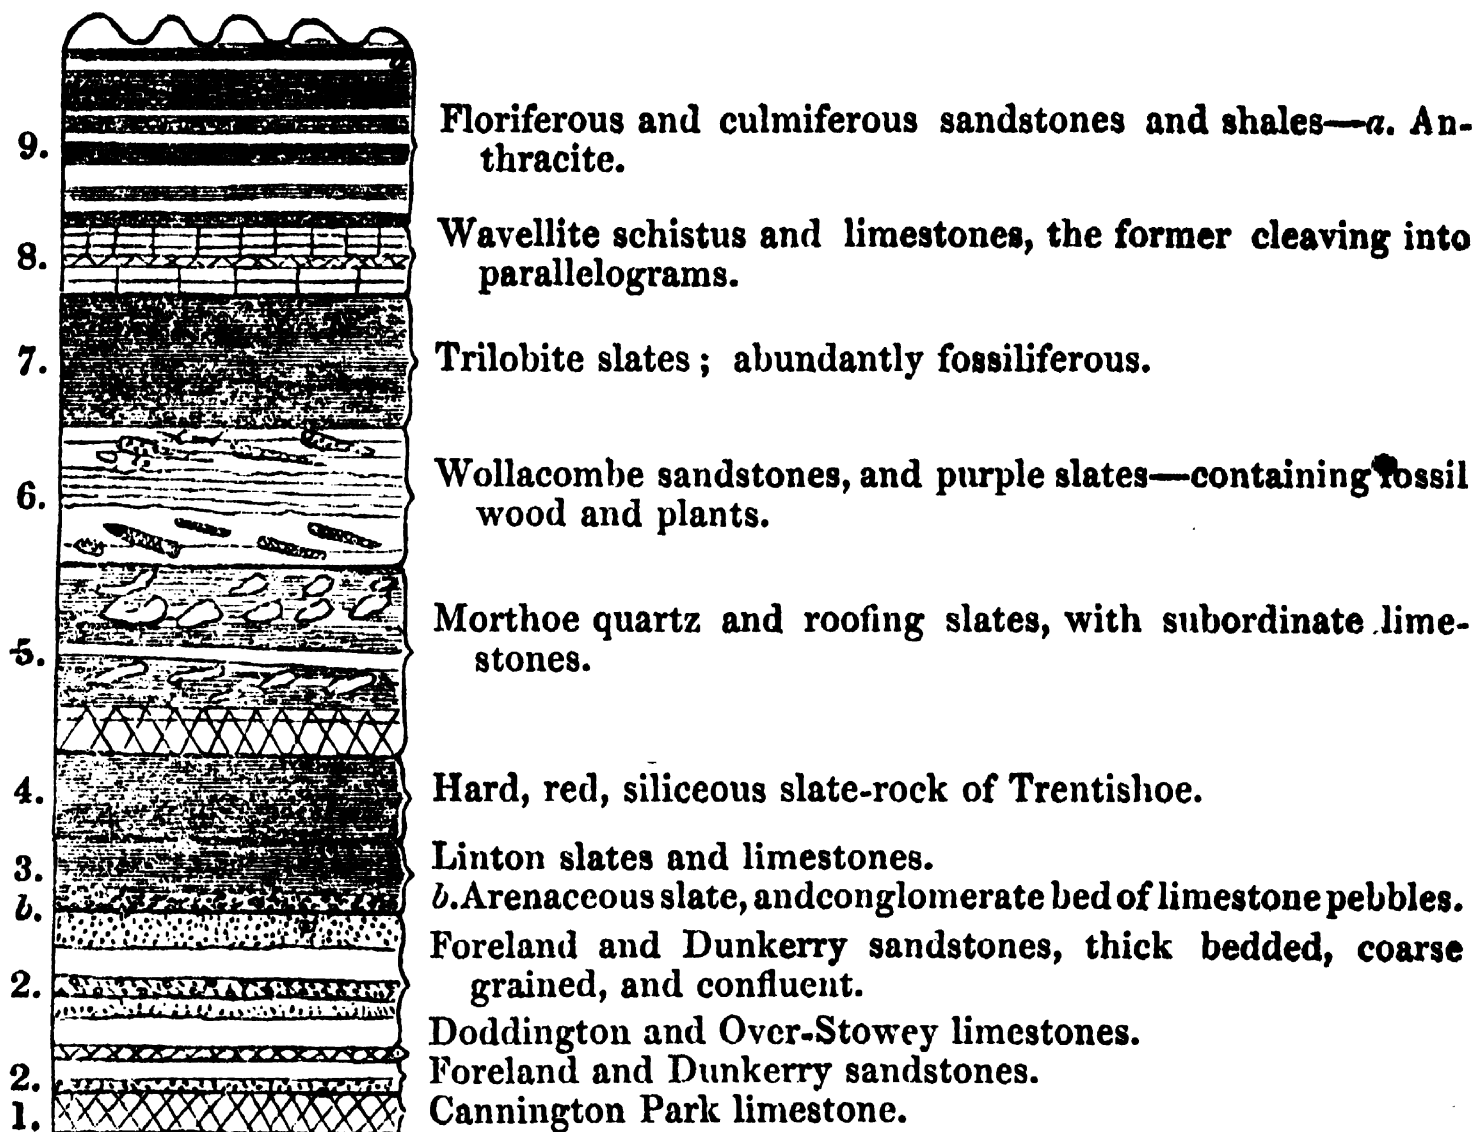 9. Floriferous and culmiferous sandstones and shales—a. An-
thracite.
8. Wavellite schistus and limestones, the former cleaving into
parallelograms.
7. Trilobite slates; abundantly fossiliferous.
6. Wollacombe sandstones, and purple slates—containing fossil
wood and plants.
5. Morthoe quartz and roofing slates, with subordinate lime-
stones.
4. Hard, red, siliceous slate-rock of Trentishoe.
3. Linton slates and limestones.
b. b. Arenaceous slate, and conglomerate bed of limestone pebbles.
Foreland and Dunkerry sandstones, thick bedded, coarse
2. grained, and confluent.
Doddington and Over-Stowey limestones.
2. Foreland and Dunkerry sandstones.
1. Cannington Park limestone.